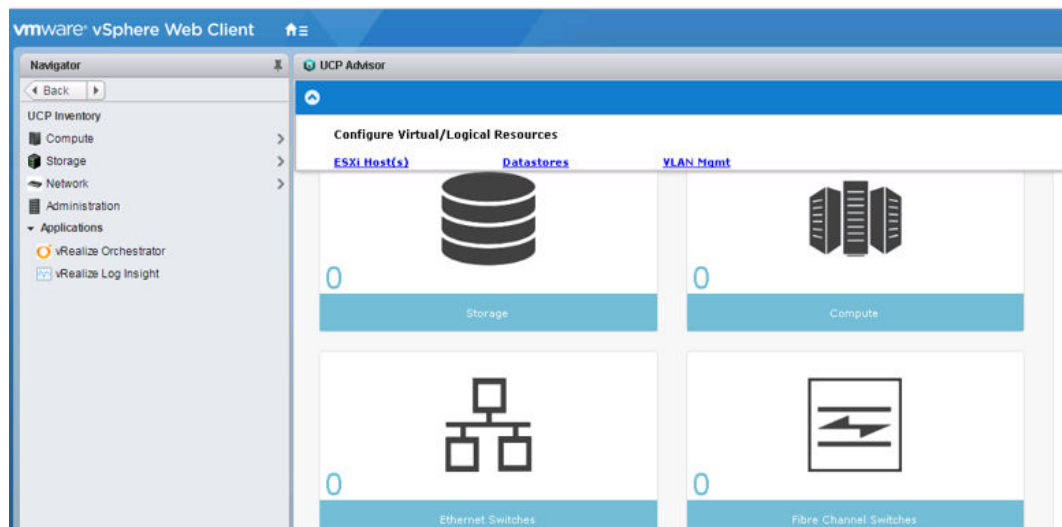 vmware® vSphere Web Client
Navigator
UCP Advisor
Back
UCP Inventory
Compute
Storage
Network
Administration
Applications
vRealize Orchestrator
vRealize Log Insight
Configure Virtual/Logical Resources
ESXi Host(s) Datastores VLAN Mgmt
0 0
Storage Compute
0 0
Ethernet Switches Fibre Channel Switches